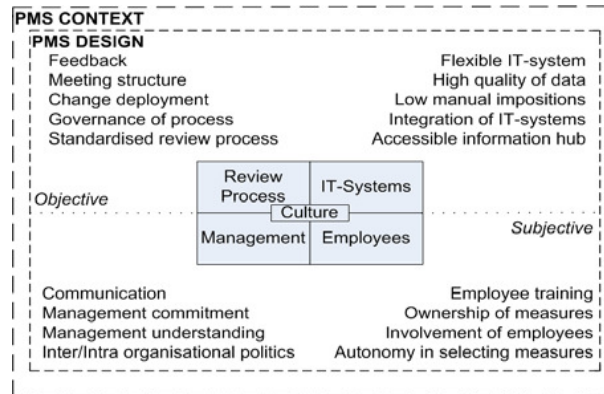 PMS CONTEXT
PMS DESIGN
Feedback
Meeting structure
Change deployment
Governance of process
Standardised review process
Flexible IT-system
High quality of data
Low manual impositions
Integration of IT-systems
Accessible information hub
Review
Process
IT-Systems
Objective
Culture
Subjective
Management
Employees
Communication
Management commitment
Management understanding
Inter/Intra organisational politics
Employee training
Ownership of measures
Involvement of employees
Autonomy in selecting measures